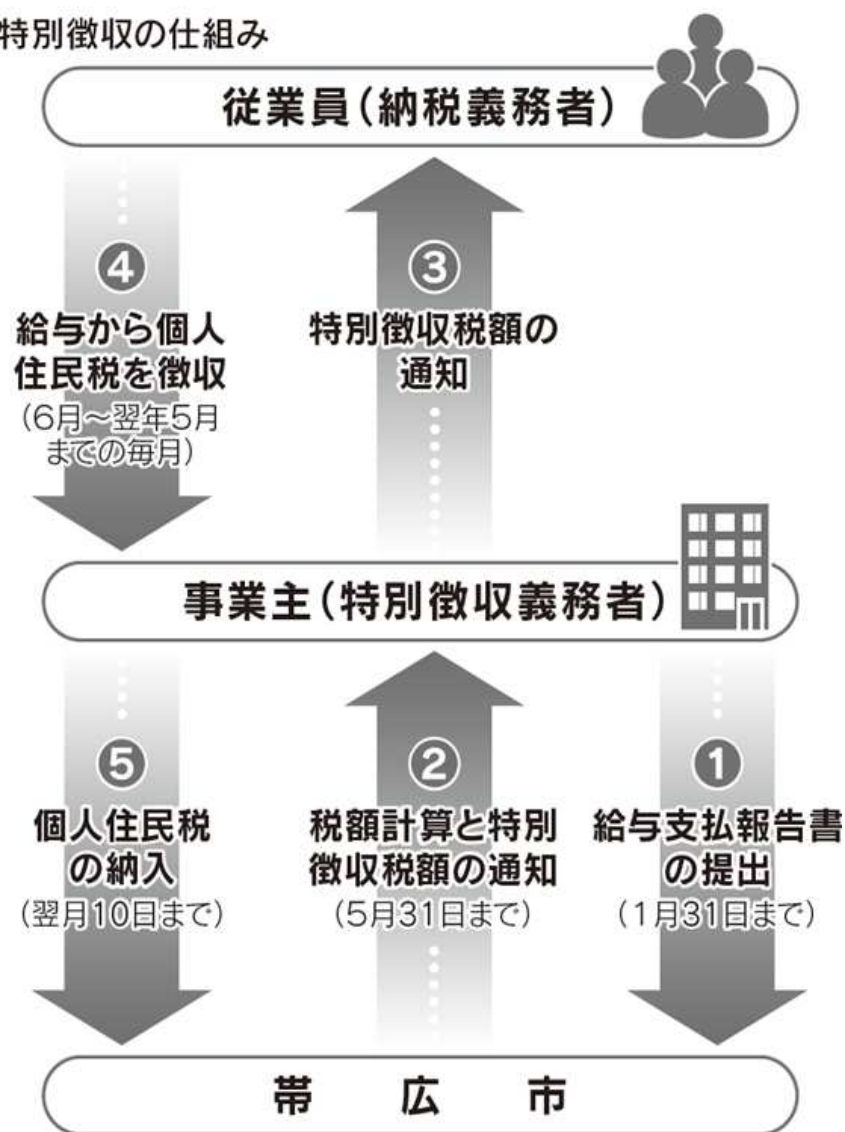 特別徴収の仕組み
従業員(納税義務者)
④
給与から個人
住民税を徴収
(6月～翌年5月
までの毎月)
③
特別徴収税額の
通知
事業主(特別徴収義務者)
⑤
個人住民税
の納入
(翌月10日まで)
②
税額計算と特別
徴収税額の通知
(5月31日まで)
①
給与支払報告書
の提出
(1月31日まで)
帯広市